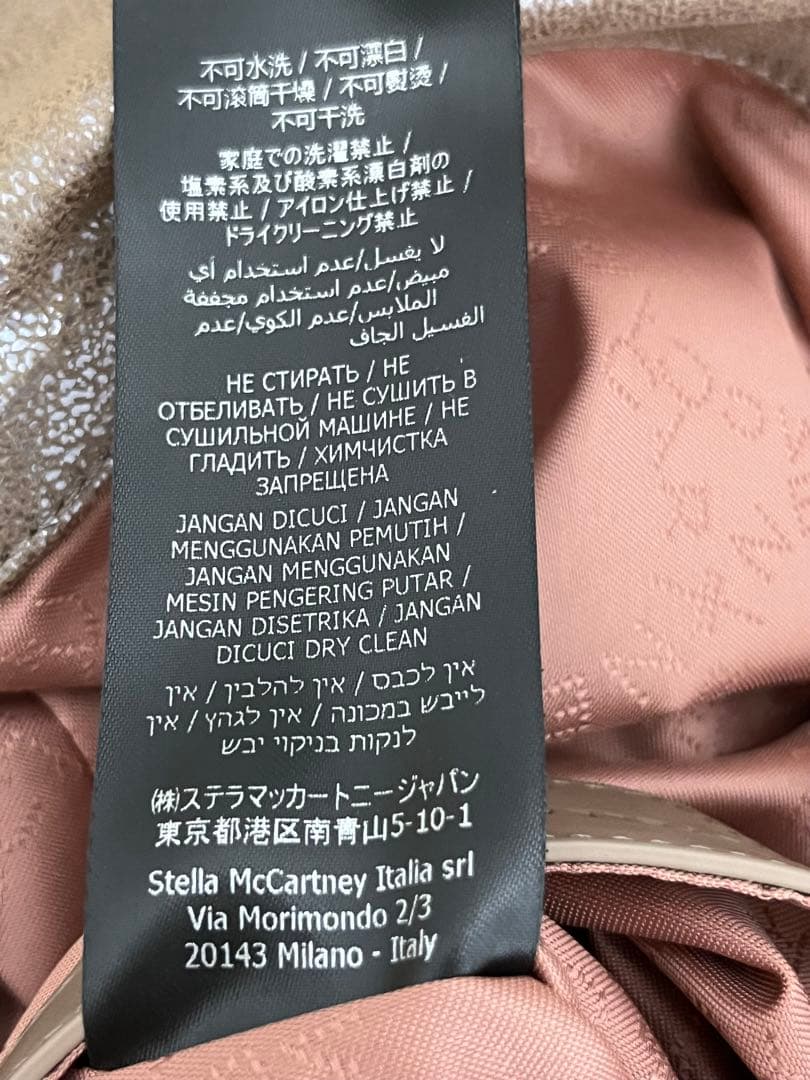 不可水洗 / 不可漂白 /
不可滚筒干燥 / 不可熨烫 /
不可干洗
家庭での洗濯禁止 /
塩素系及び酸素系漂白剤の
使用禁止 / アイロン仕上げ禁止 /
ドライクリーニング禁止
لا يغسل/عدم استخدام أي
مبيض/عدم استخدام مجففة
الملابس/عدم الكوي/عدم
الغسيل الجاف
НЕ СТИРАТЬ / НЕ
ОТБЕЛИВАТЬ / НЕ СУШИТЬ В
СУШИЛЬНОЙ МАШИНЕ / НЕ
ГЛАДИТЬ / ХИМЧИСТКА
ЗАПРЕЩЕНА
JANGAN DICUCI / JANGAN
MENGGUNAKAN PEMUTIH /
JANGAN MENGGUNAKAN
MESIN PENGERING PUTAR /
JANGAN DISETRIKA / JANGAN
DICUCI DRY CLEAN
אין לכבס / אין להלבין / אין
לייבש במכונה / אין לגהץ / אין
לנקות בניקוי יבש
(株)ステラマッカートニージャパン
東京都港区南青山5-10-1
Stella McCartney Italia srl
Via Morimondo 2/3
20143 Milano - Italy